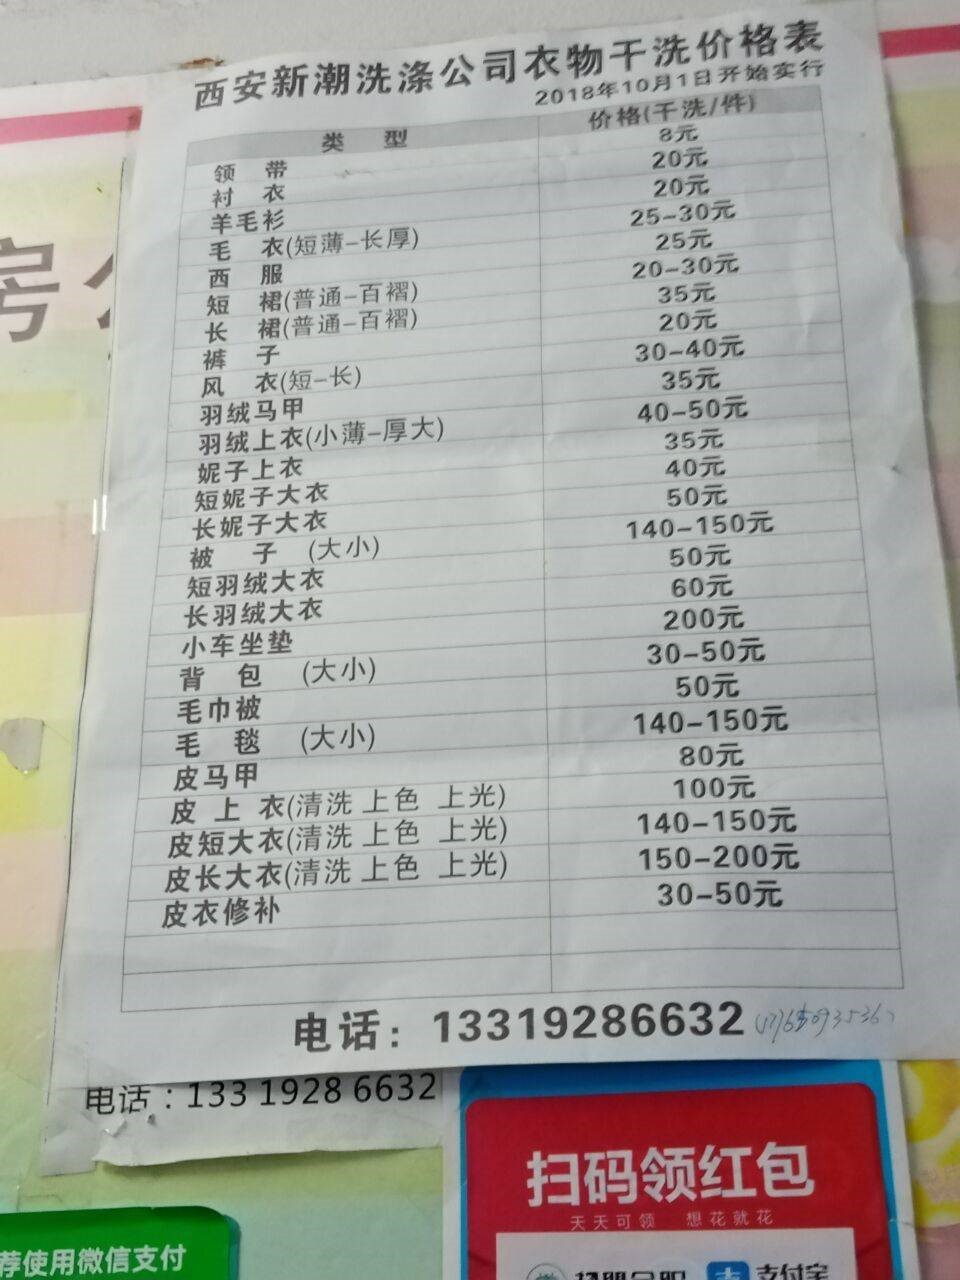 西安新潮洗涤公司衣物干洗价格表
2018年10月1日开始实行
类 型 价格(干洗/件)
领 带 8元
衬 衣 20元
羊毛衫 20元
毛 衣(短薄-长厚) 25-30元
西 服 25元
短 裙(普通-百褶) 20-30元
长 裙(普通-百褶) 35元
裤 子 20元
风 衣(短-长) 30-40元
羽绒马甲 35元
羽绒上衣(小薄-厚大) 40-50元
妮子上衣 35元
短妮子大衣 40元
长妮子大衣 50元
被 子 (大小) 140-150元
短羽绒大衣 50元
长羽绒大衣 60元
小车坐垫 200元
背 包 (大小) 30-50元
毛巾被 50元
毛 毯 (大小) 140-150元
皮马甲 80元
皮 上 衣(清洗 上色 上光) 100元
皮短大衣(清洗 上色 上光) 140-150元
皮长大衣(清洗 上色 上光) 150-200元
皮衣修补 30-50元
电话：13319286632
电话：133 1928 6632
扫码领红包
天天可领 想花就花
荐使用微信支付
支付宝